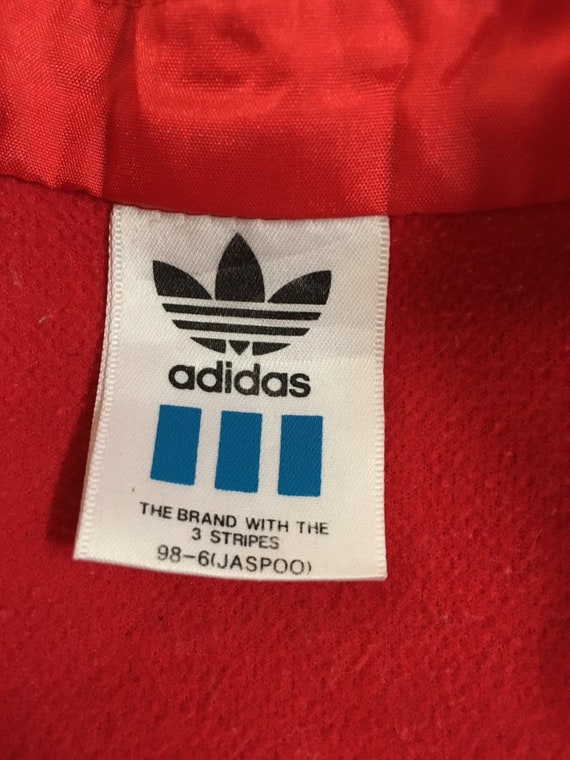 adidas
THE BRAND WITH THE
3 STRIPES
98-6(JASPOO)